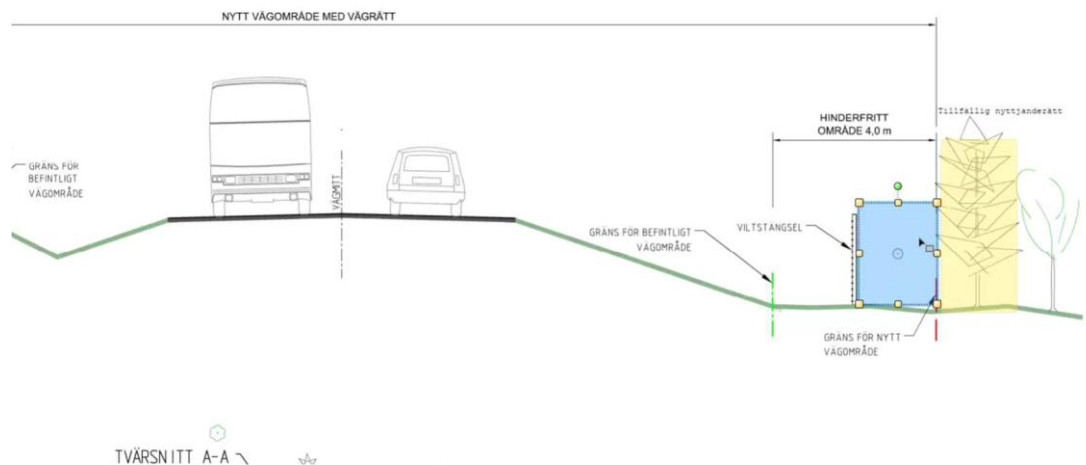 NYTT VÄGOMRÅDE MED VÄGRÄTT
Tillfällig nyttjanderätt
HINDERFRITT
OMRÅDE 4,0 m
GRÄNS FÖR
BEFINTLIGT
VÄGOMRÅDE
VÄGMITT
GRÄNS FÖR BEFINTLIGT
VÄGOMRÅDE
VILTSTÄNGSEL
GRÄNS FÖR NYTT
VÄGOMRÅDE
TVÄRSNITT A-A